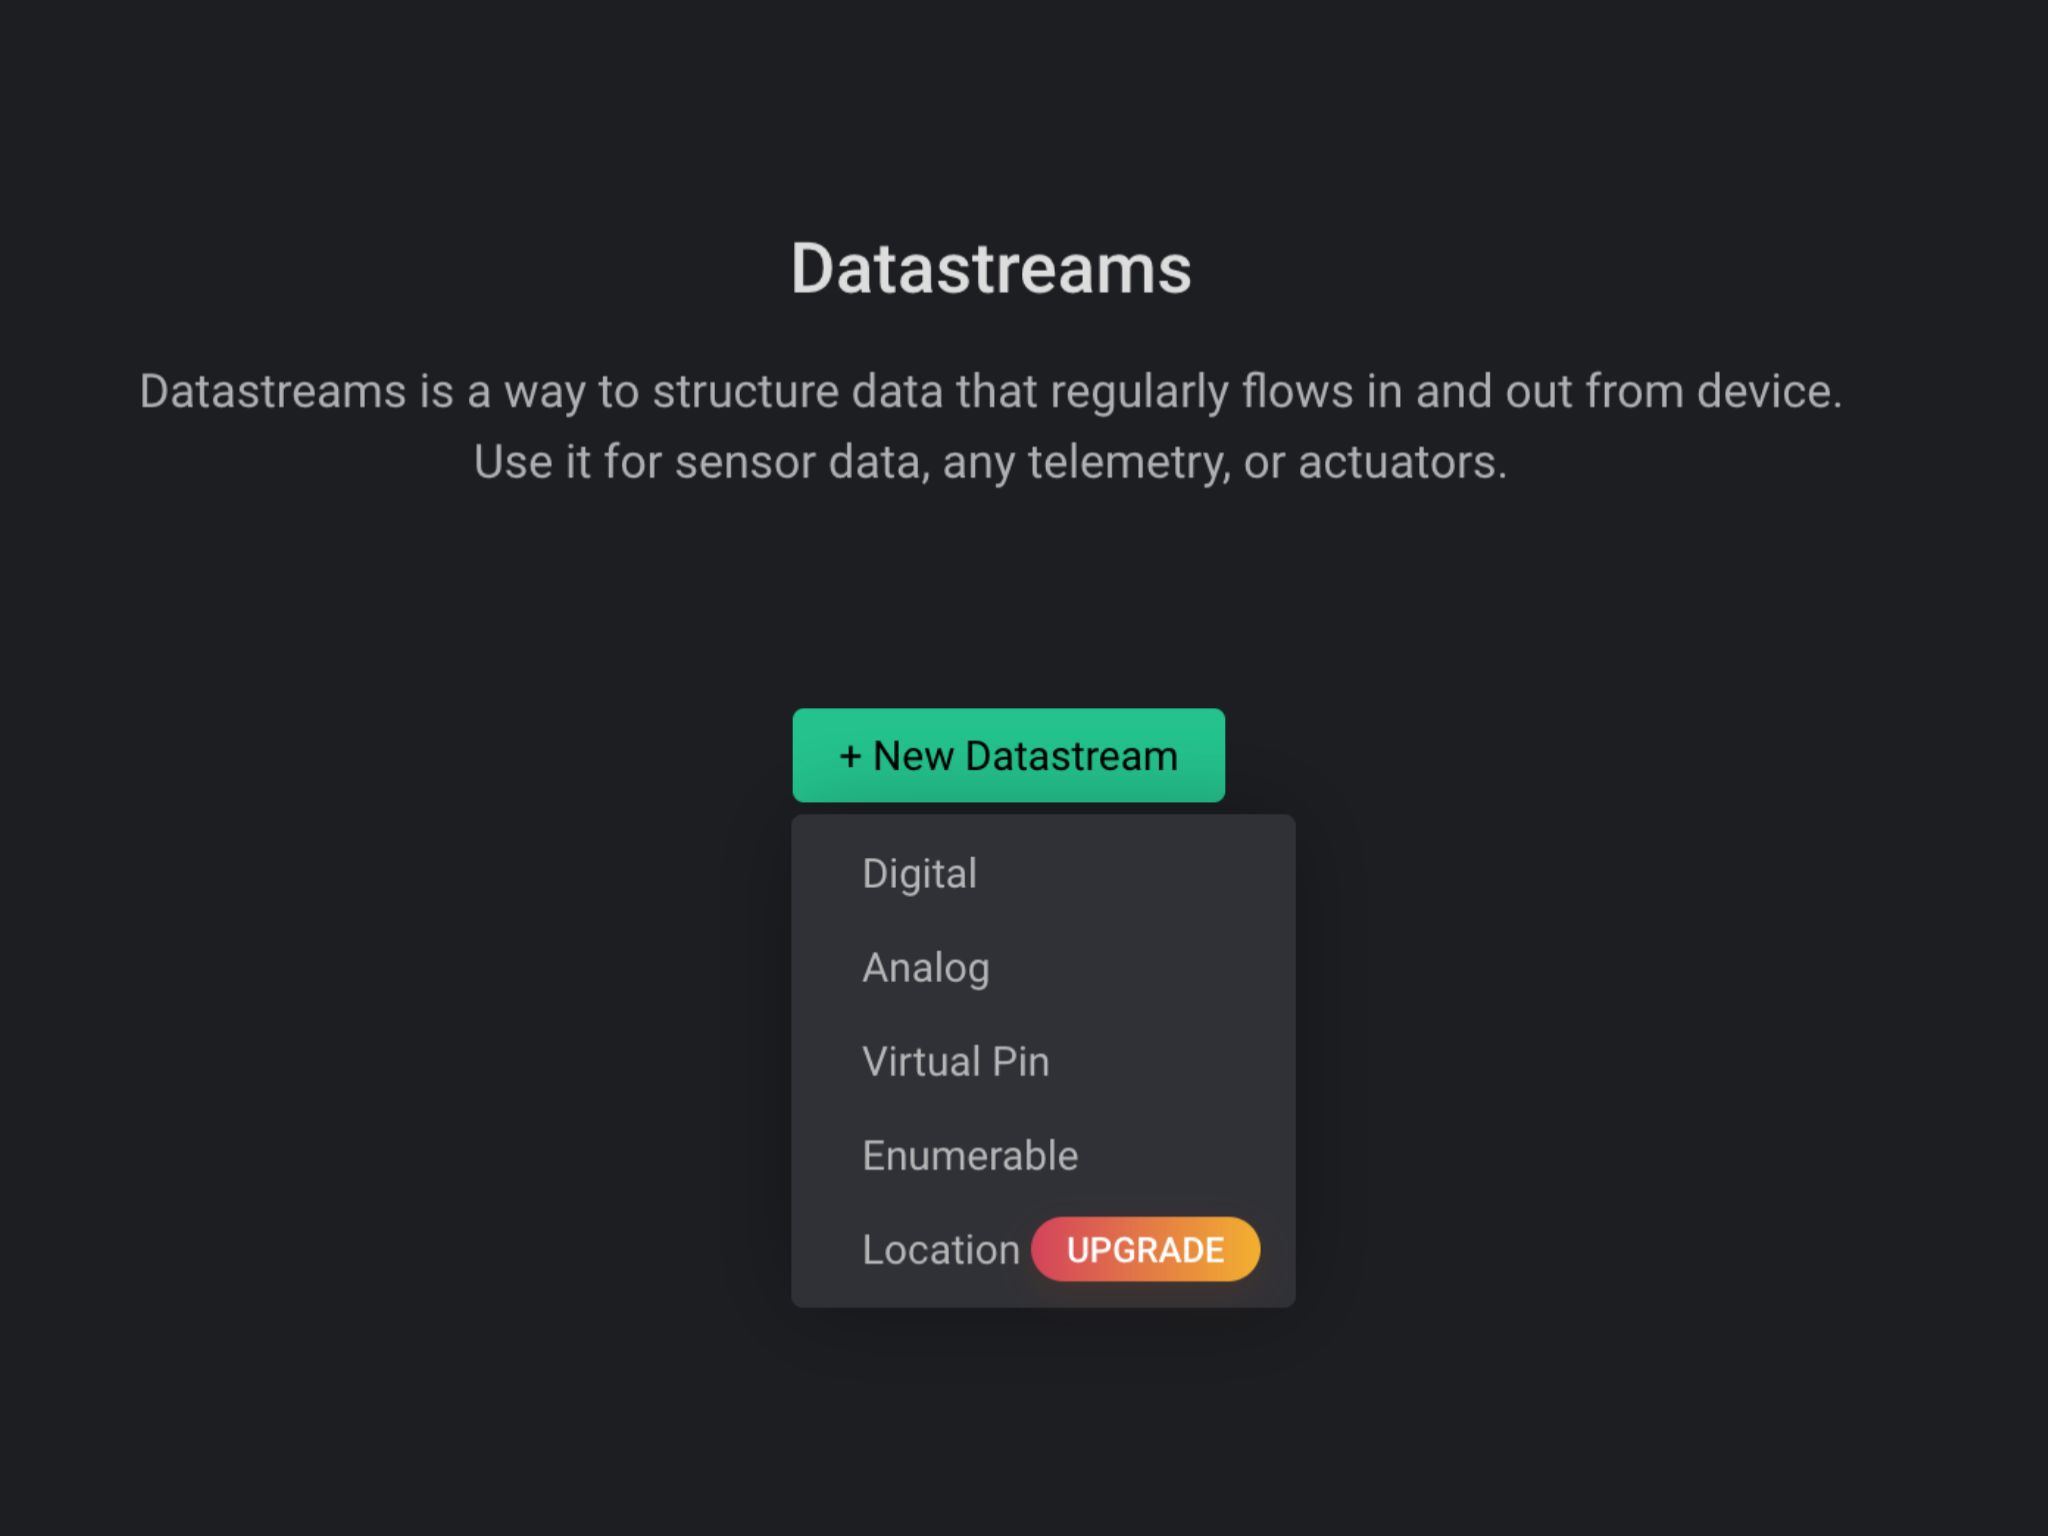 Datastreams
Datastreams is a way to structure data that regularly flows in and out from device.
Use it for sensor data, any telemetry, or actuators.
+ New Datastream
Digital
Analog
Virtual Pin
Enumerable
Location UPGRADE